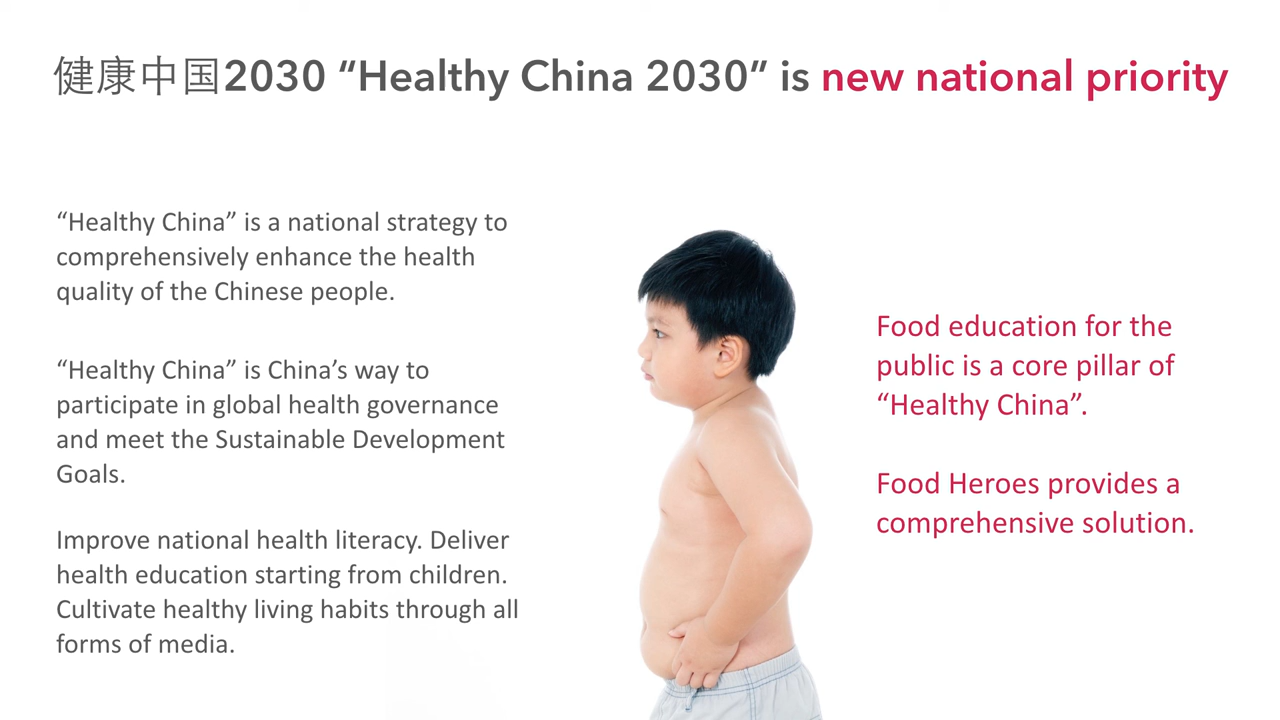 健康中国2030 “Healthy China 2030” is new national priority
“Healthy China” is a national strategy to
comprehensively enhance the health
quality of the Chinese people.
“Healthy China” is China’s way to
participate in global health governance
and meet the Sustainable Development
Goals.
Improve national health literacy. Deliver
health education starting from children.
Cultivate healthy living habits through all
forms of media.
Food education for the
public is a core pillar of
“Healthy China”.
Food Heroes provides a
comprehensive solution.